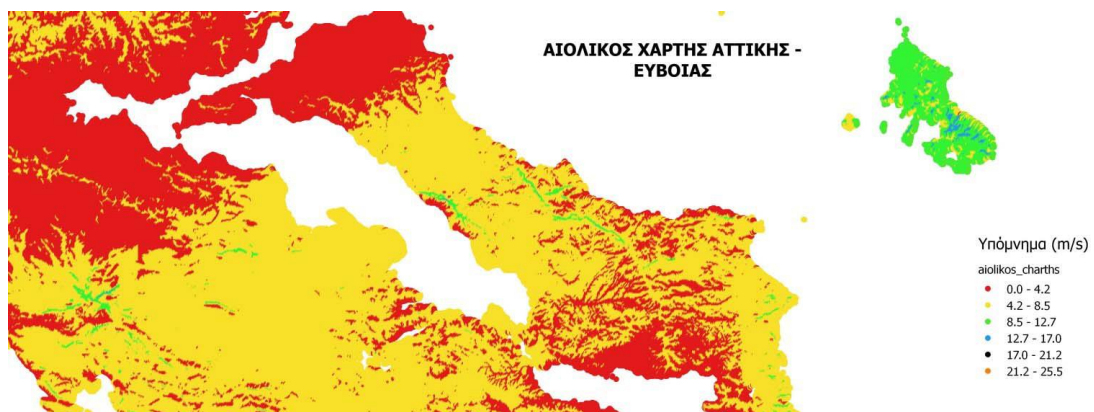 ΑΙΟΛΙΚΟΣ ΧΑΡΤΗΣ ΑΤΤΙΚΗΣ -
ΕΥΒΟΙΑΣ
Υπόμνημα (m/s)
aiolikos_charths
0.0 - 4.2
4.2 - 8.5
8.5 - 12.7
12.7 - 17.0
17.0 - 21.2
21.2 - 25.5